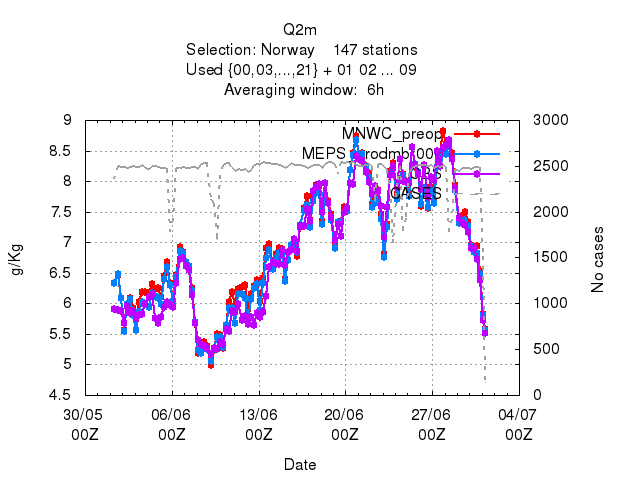 Q2m
Selection: Norway 147 stations
Used {00,03,...,21} + 01 02 ... 09
Averaging window: 6h
MNWC_preop
OBS
CASES
g/Kg
9
8.5
8
7.5
7
6.5
6
5.5
5
4.5
3000
2500
2000
1500
1000
500
0
No cases
30/05 06/06 13/06 20/06 27/06 04/07
00Z 00Z 00Z 00Z 00Z 00Z
Date